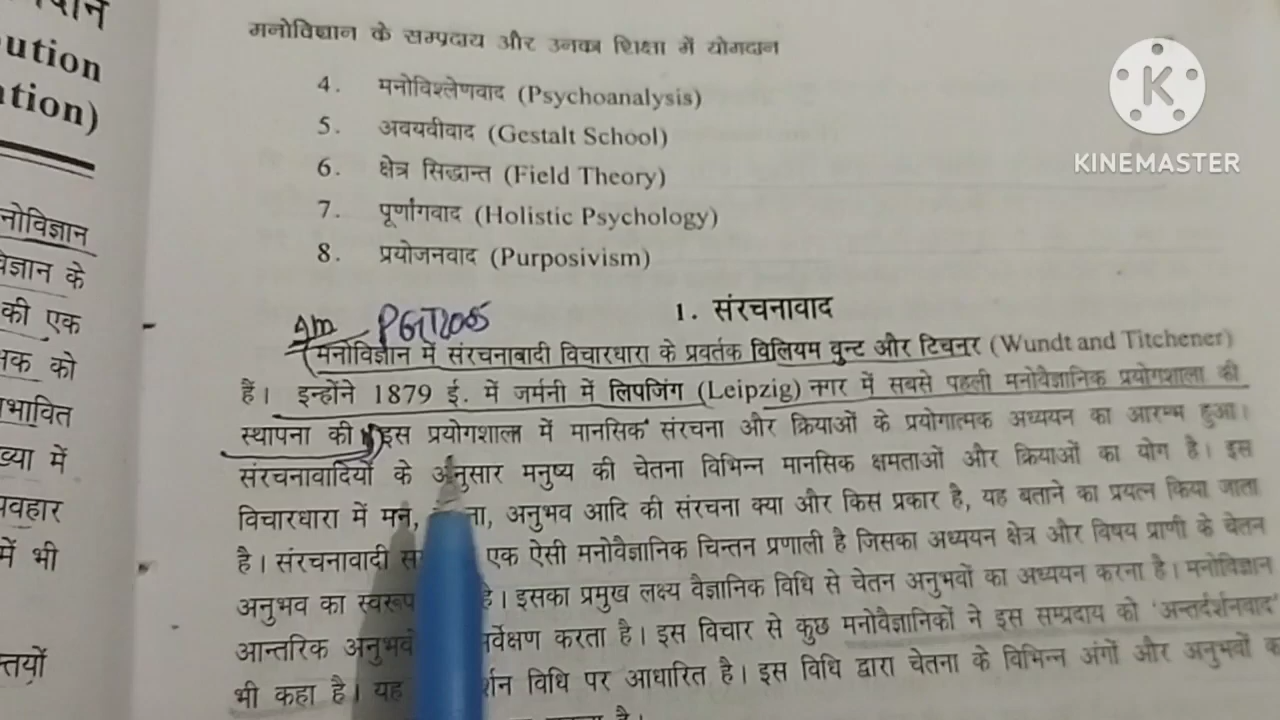 ution
tion)
नोविज्ञान
विज्ञान के
की एक
क्षक को
भावित
ख्या में
यवहार
में भी
मनोविज्ञान के सम्प्रदाय और उनका शिक्षा में योगदान
4. मनोविश्लेणवाद (Psychoanalysis)
5. अवयवीवाद (Gestalt School)
6. क्षेत्र सिद्धान्त (Field Theory)
7. पूर्णांगवाद (Holistic Psychology)
8. प्रयोजनवाद (Purposivism)
1. संरचनावाद
PGT2005
मनोविज्ञान में संरचनावादी विचारधारा के प्रवर्तक विलियम वुन्ट और टिचनर (Wundt and Titchener)
हैं। इन्होंने 1879 ई. में जर्मनी में लिपजिंग (Leipzig) नगर में सबसे पहली मनोवैज्ञानिक प्रयोगशाला की
स्थापना की इस प्रयोगशाला में मानसिक संरचना और क्रियाओं के प्रयोगात्मक अध्ययन का आरम्भ हुआ।
संरचनावादियों के अनुसार मनुष्य की चेतना विभिन्न मानसिक क्षमताओं और क्रियाओं का योग है। इस
विचारधारा में मन, ना, अनुभव आदि की संरचना क्या और किस प्रकार है, यह बताने का प्रयत्न किया जाता
है। संरचनावादी स एक ऐसी मनोवैज्ञानिक चिन्तन प्रणाली है जिसका अध्ययन क्षेत्र और विषय प्राणी के चेतन
अनुभव का स्वरूप है। इसका प्रमुख लक्ष्य वैज्ञानिक विधि से चेतन अनुभवों का अध्ययन करना है। मनोविज्ञान
आन्तरिक अनुभवों र्वेक्षण करता है। इस विचार से कुछ मनोवैज्ञानिकों ने इस सम्प्रदाय को 'अन्तर्दर्शनवाद'
भी कहा है। यह र्शन विधि पर आधारित है। इस विधि द्वारा चेतना के विभिन्न अंगों और अनुभवों क
KINEMASTER